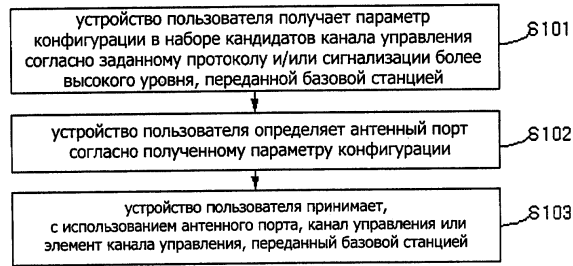 устройство пользователя получает параметр
конфигурации в наборе кандидатов канала управления
согласно заданному протоколу и/или сигнализации более
высокого уровня, переданной базовой станцией
S101
устройство пользователя определяет антенный порт
согласно полученному параметру конфигурации
S102
устройство пользователя принимает,
с использованием антенного порта, канал управления или
элемент канала управления, переданный базовой станцией
S103